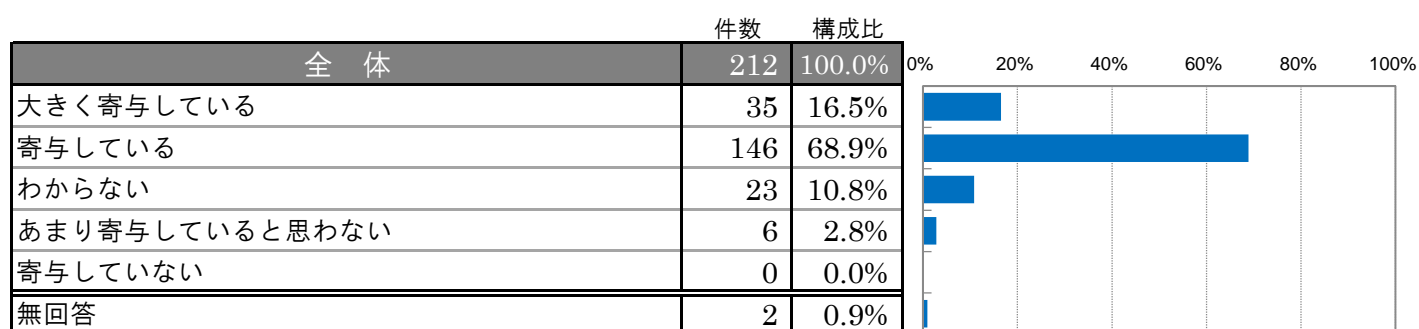 件数 構成比
全 体 212 100.0% 0% 20% 40% 60% 80% 100%
大きく寄与している 35 16.5%
寄与している 146 68.9%
わからない 23 10.8%
あまり寄与していると思わない 6 2.8%
寄与していない 0 0.0%
無回答 2 0.9%